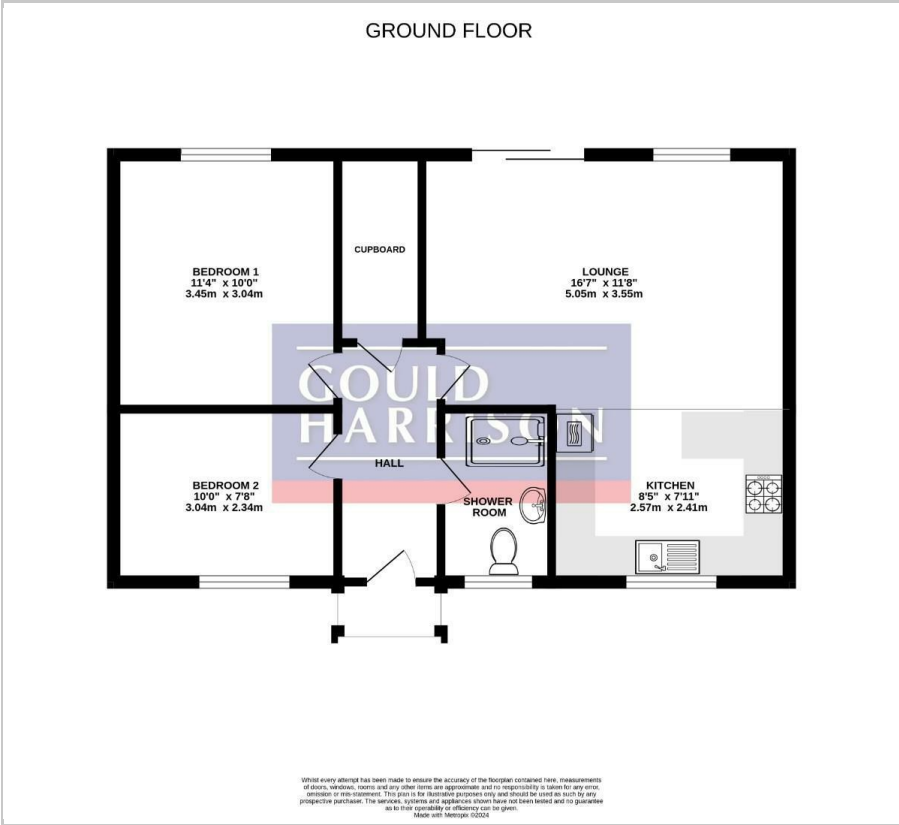 GROUND FLOOR
CUPBOARD
BEDROOM 1
11'4" x 10'0"
3.45m x 3.04m
LOUNGE
16'7" x 11'8"
5.05m x 3.55m
GOULD
HARRISON
HALL
BEDROOM 2
10'0" x 7'8"
3.04m x 2.34m
SHOWER
ROOM
KITCHEN
8'5" x 7'11"
2.57m x 2.41m
Whilst every attempt has been made to ensure the accuracy of the floorplan contained here, measurements
of doors, windows, rooms and any other items are approximate and no responsibility is taken for any error,
omission or mis-statement. This plan is for illustrative purposes only and should be used as such by any
prospective purchaser. The services, systems and appliances shown have not been tested and no guarantee
as to their operability or efficiency can be given.
Made with Metropix ©2024